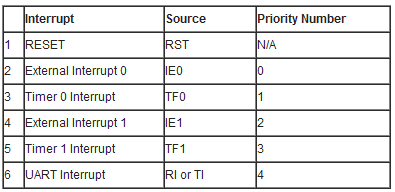 Interrupt Source Priority Number
1 RESET RST N/A
2 External Interrupt 0 IE0 0
3 Timer 0 Interrupt TF0 1
4 External Interrupt 1 IE1 2
5 Timer 1 Interrupt TF1 3
6 UART Interrupt RI or TI 4